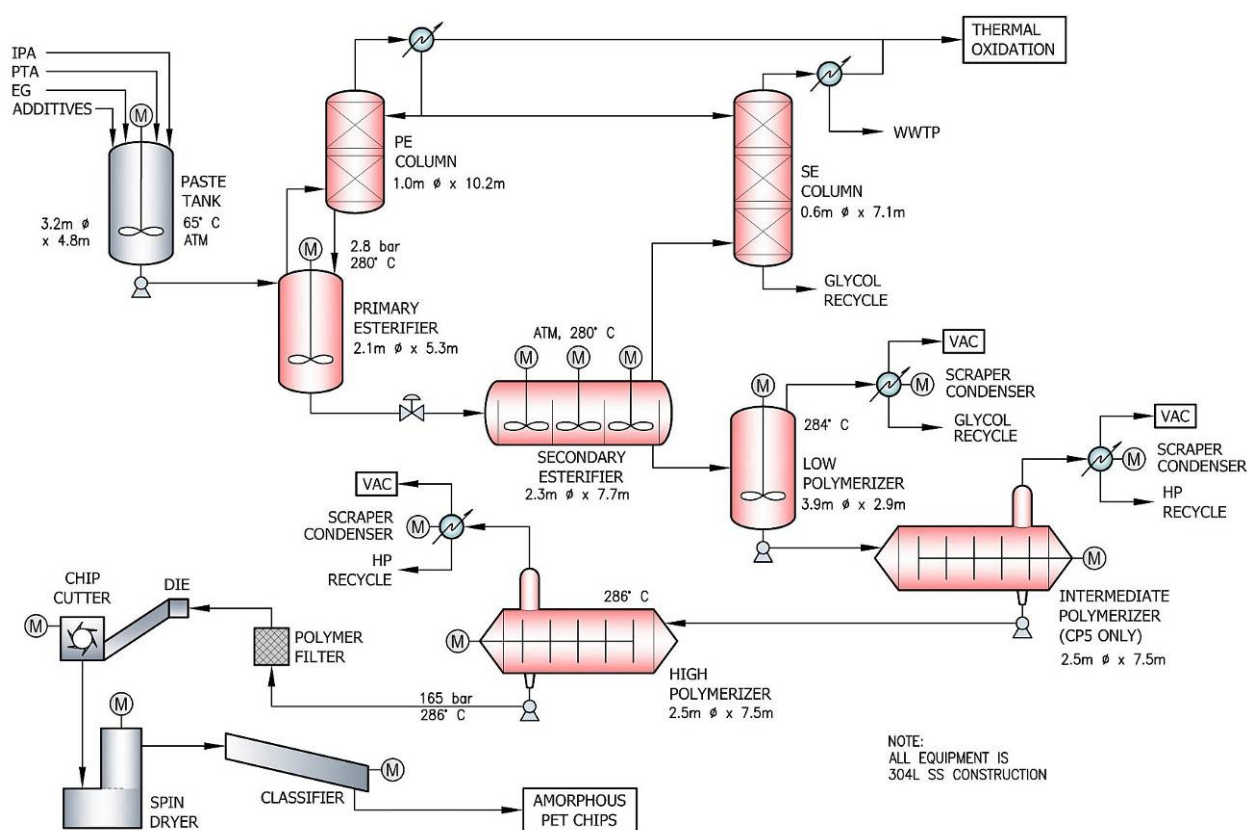 IPA
PTA
EG
ADDITIVES
M
PASTE
TANK
65° C
ATM
3.2m ø
x 4.8m
PE
COLUMN
1.0m ø x 10.2m
THERMAL
OXIDATION
WWTP
SE
COLUMN
0.6m ø x 7.1m
GLYCOL
RECYCLE
M
2.8 bar
280° C
PRIMARY
ESTERIFIER
2.1m ø x 5.3m
ATM, 280° C
M
M
M
SECONDARY
ESTERIFIER
2.3m ø x 7.7m
M
284° C
LOW
POLYMERIZER
3.9m ø x 2.9m
VAC
M
SCRAPER
CONDENSER
GLYCOL
RECYCLE
VAC
M
SCRAPER
CONDENSER
HP
RECYCLE
M
INTERMEDIATE
POLYMERIZER
(CP5 ONLY)
2.5m ø x 7.5m
VAC
SCRAPER
CONDENSER
M
HP
RECYCLE
286° C
M
HIGH
POLYMERIZER
2.5m ø x 7.5m
165 bar
286° C
POLYMER
FILTER
DIE
CHIP
CUTTER
M
M
SPIN
DRYER
M
CLASSIFIER
AMORPHOUS
PET CHIPS
NOTE:
ALL EQUIPMENT IS
304L SS CONSTRUCTION